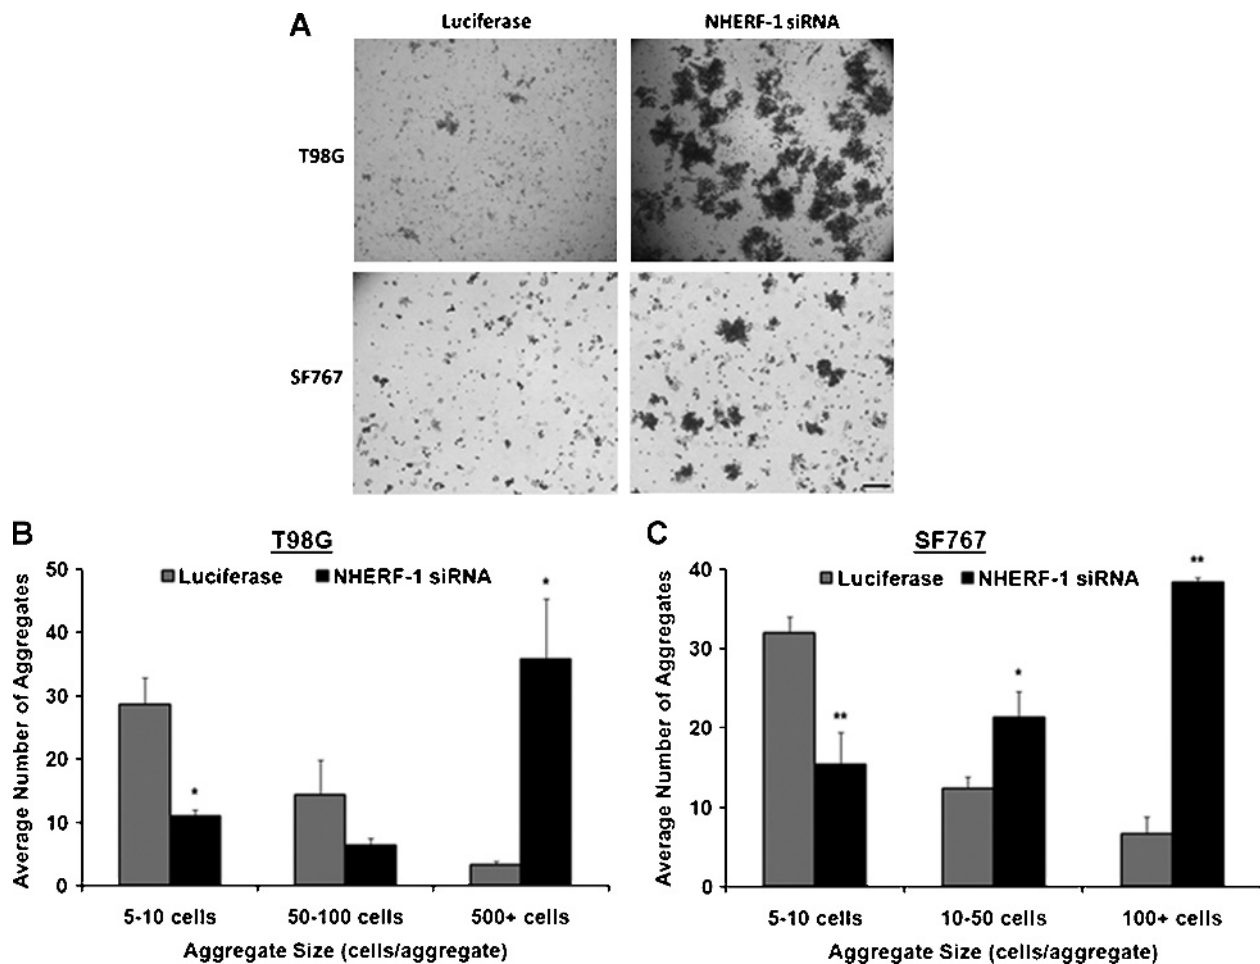 A
Luciferase
NHERF-1 siRNA
T98G
SF767
B
T98G
Luciferase
NHERF-1 siRNA
Average Number of Aggregates
50
40
30
20
10
0
*
*
5-10 cells
50-100 cells
500+ cells
Aggregate Size (cells/aggregate)
C
SF767
Luciferase
NHERF-1 siRNA
Average Number of Aggregates
40
30
20
10
0
**
*
**
5-10 cells
10-50 cells
100+ cells
Aggregate Size (cells/aggregate)